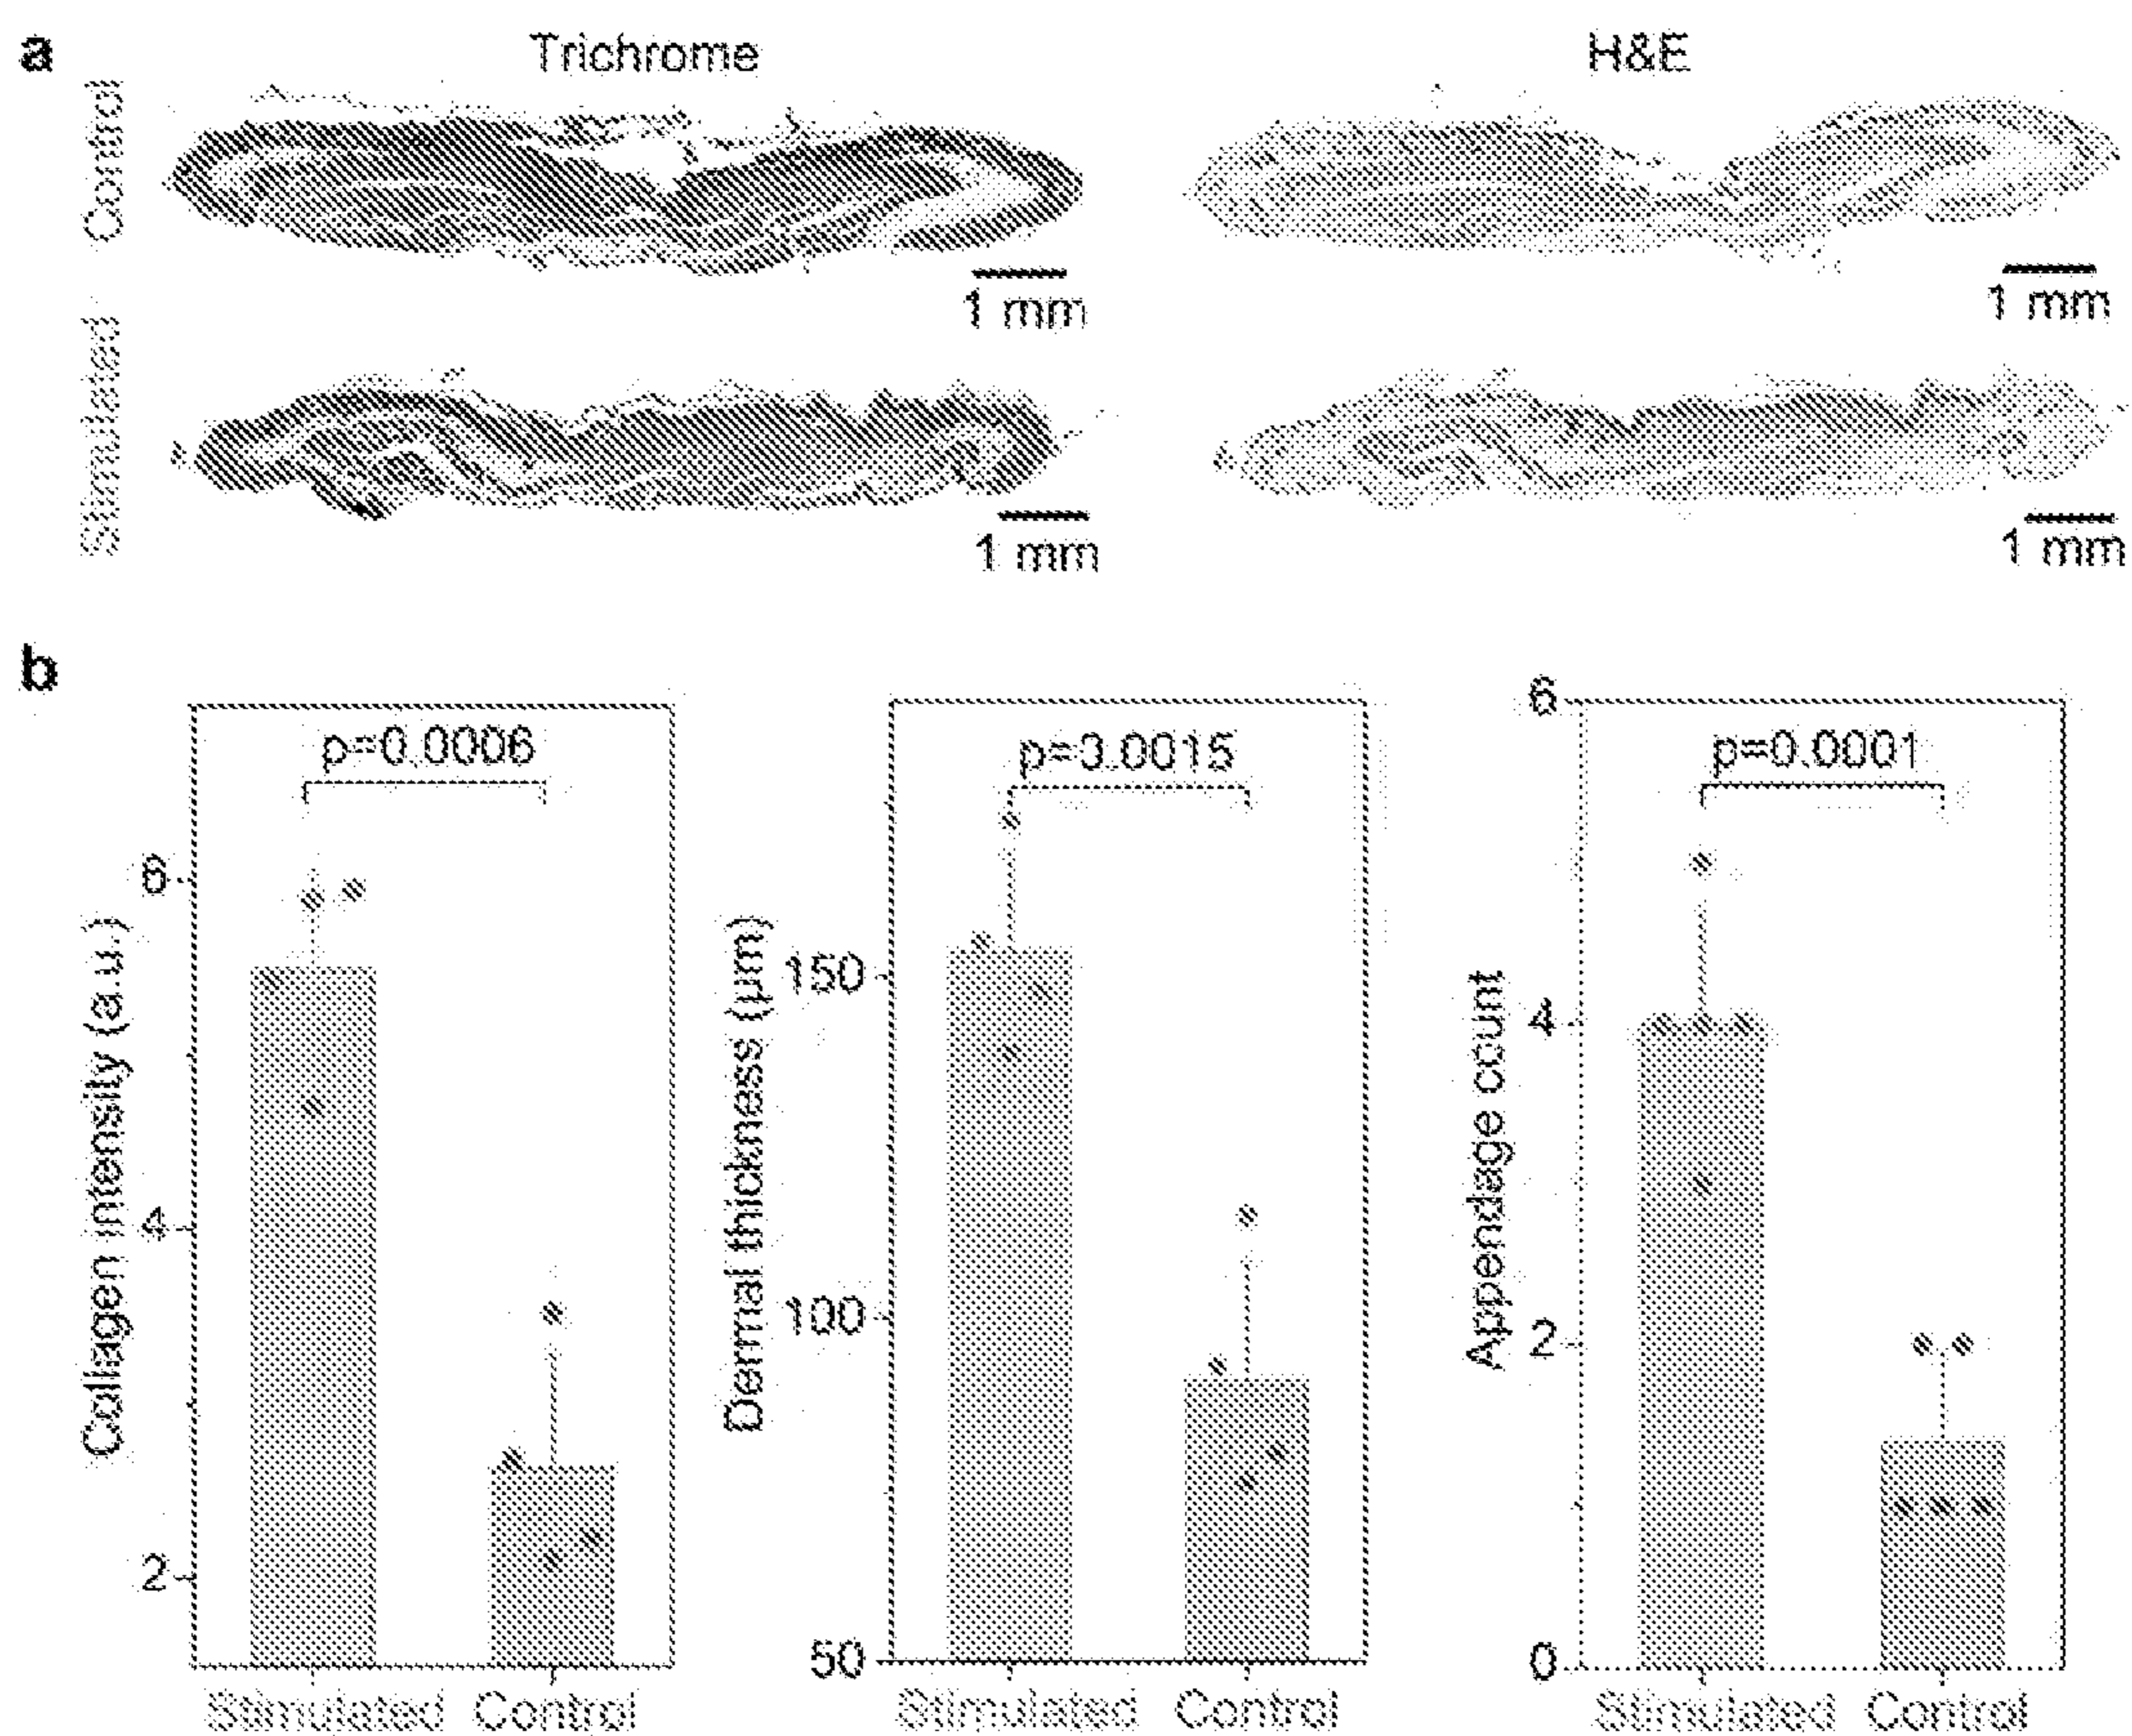 a
Trichrome
H&E
Control
1 mm
1 mm
Stimulated
1 mm
1 mm
b
p=0.0006
6
4
2
Collagen intensity (a.u.)
Stimulated
Control
p=0.0015
150
100
50
Dermal thickness (µm)
Stimulated
Control
p=0.0001
6
4
2
0
Appendage count
Stimulated
Control